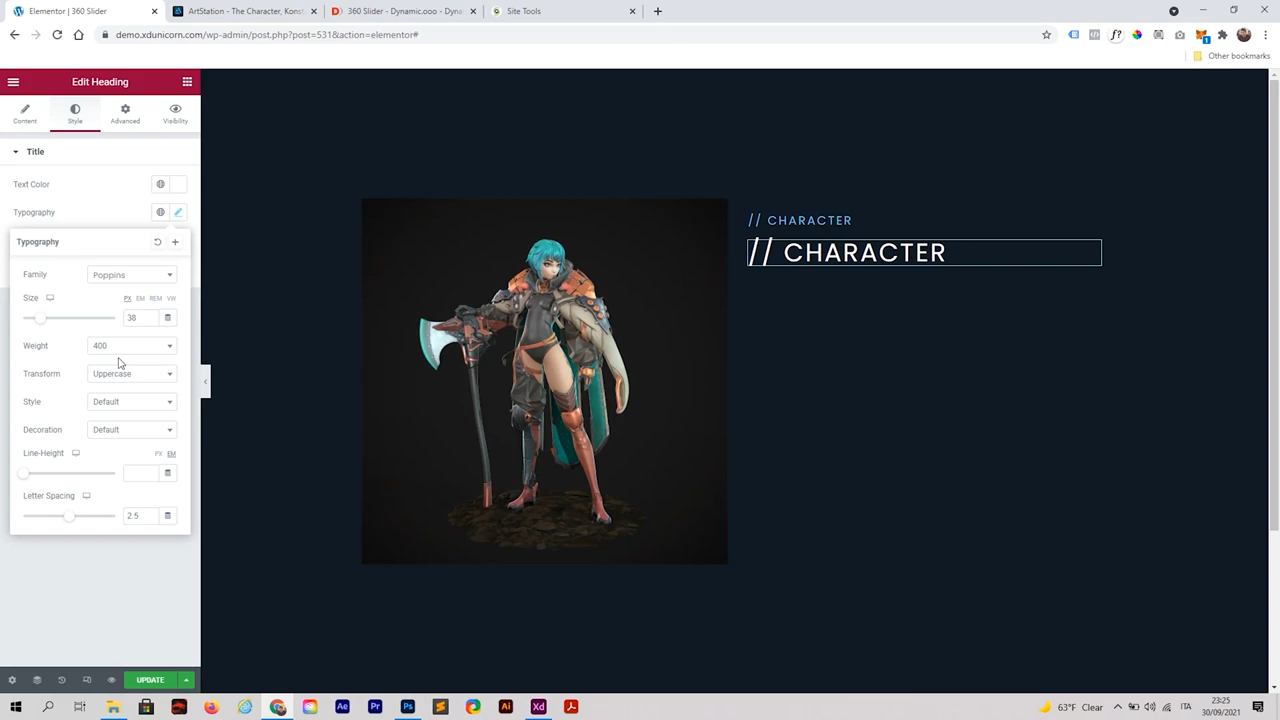 Elementor | 360 Slider
ArtStation - The Character, Konst
360 Slider - Dynamic.ooo - Dyna
Site Tools
demo.xdunicorn.com/wp-admin/post.php?post=531&action=elementor#
Other bookmarks
Edit Heading
Content
Style
Advanced
Visibility
Title
Text Color
Typography
Typography
Family
Poppins
Size
PX EM REM VW
38
Weight
400
Transform
Uppercase
Style
Default
Decoration
Default
Line-Height
PX EM
Letter Spacing
2.5
UPDATE
// CHARACTER
// CHARACTER
63°F Clear
ITA
23:25
30/09/2021